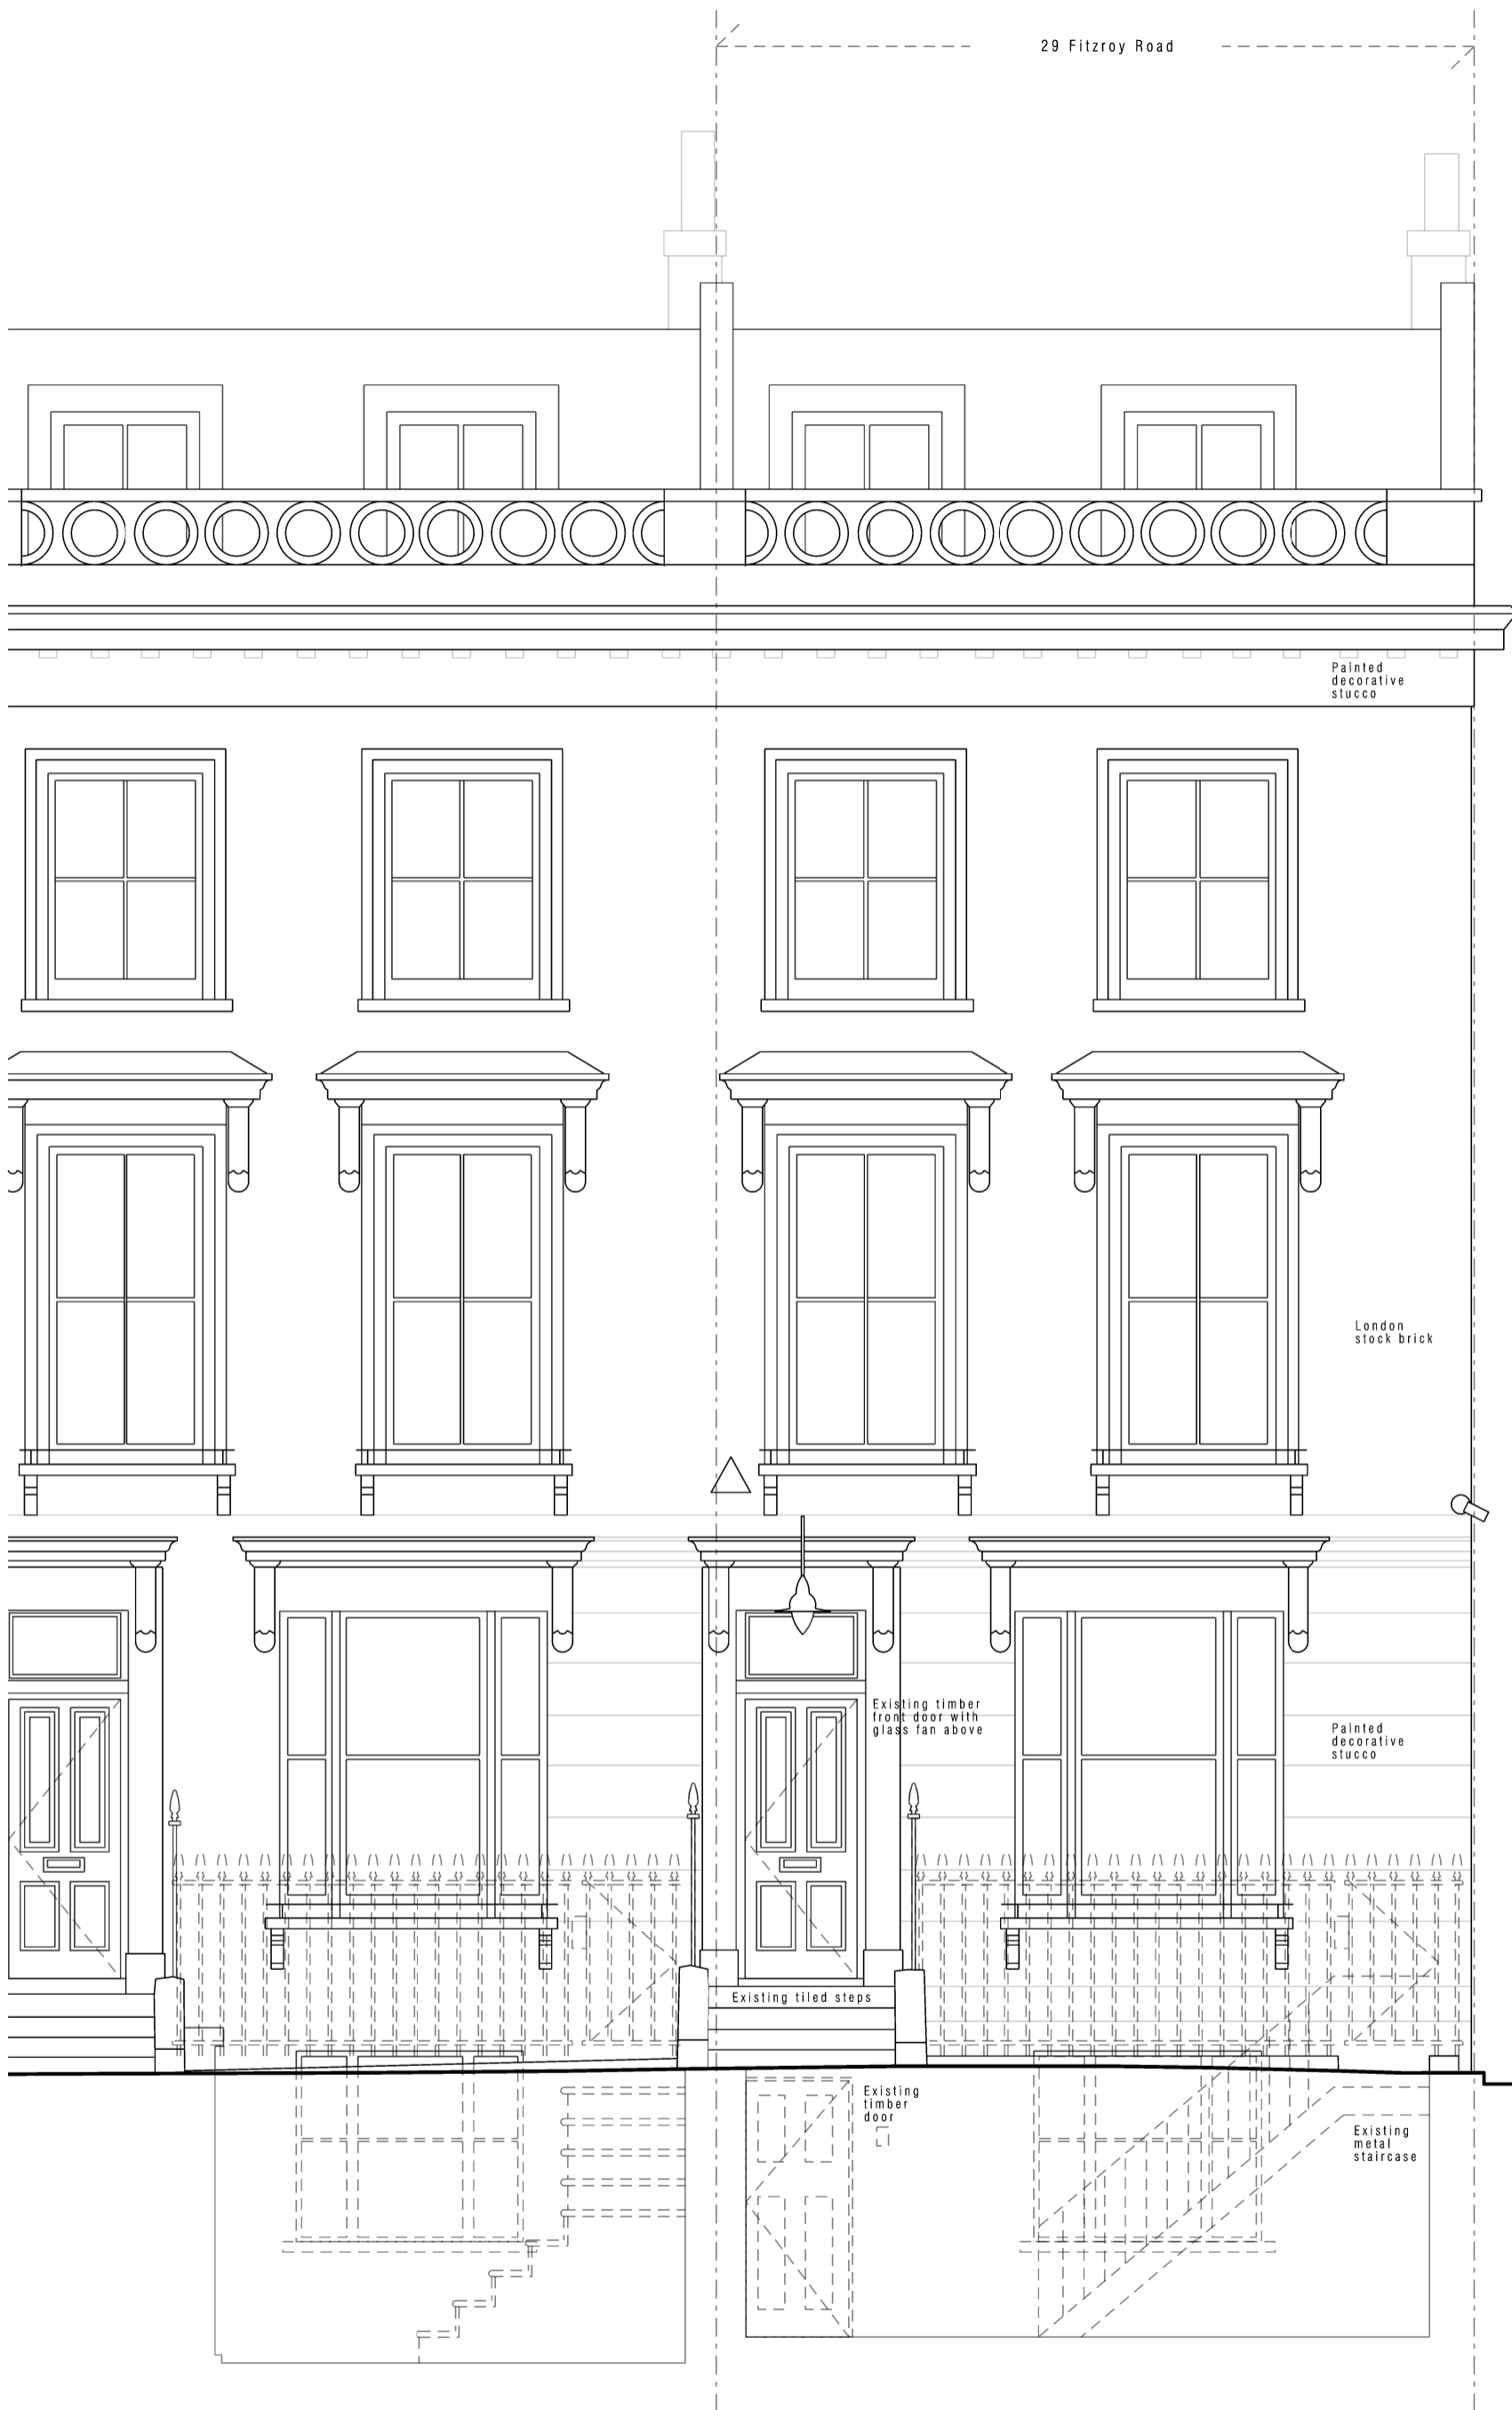 29 Fitzroy Road
Painted
decorative
stucco
London
stock brick
Existing timber
front door with
glass fan above
Painted
decorative
stucco
Existing tiled steps
Existing
timber
door
Existing
metal
staircase